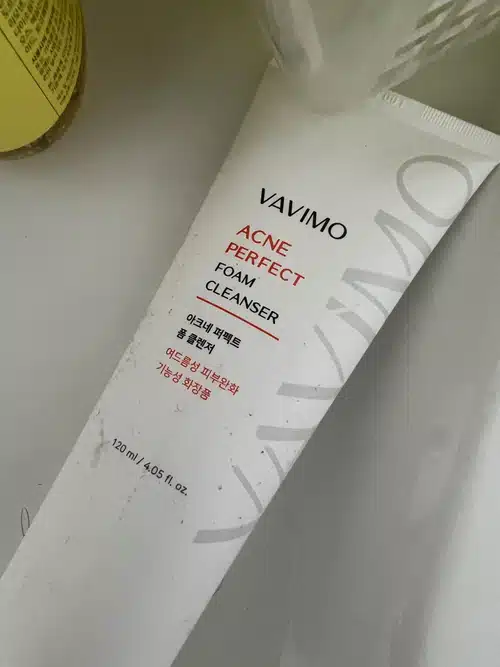 VAVIMO
ACNE
PERFECT
FOAM
CLEANSER
아크네 퍼펙트
폼 클렌저
여드름성 피부완화
기능성 화장품
120 ml / 4.05 fl. oz.
VAVIMO